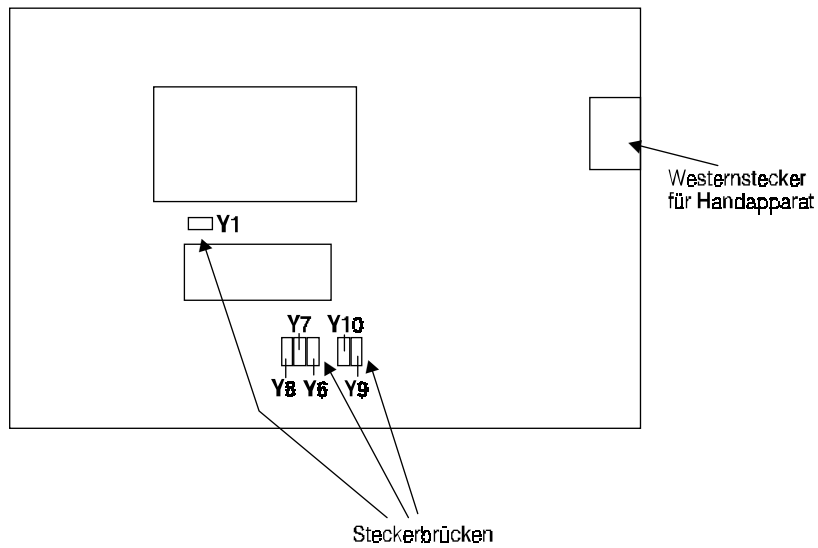 Westernstecker
für Handapparat
Y1
Y7 Y10
Y8 Y6 Y9
Steckerbrücken